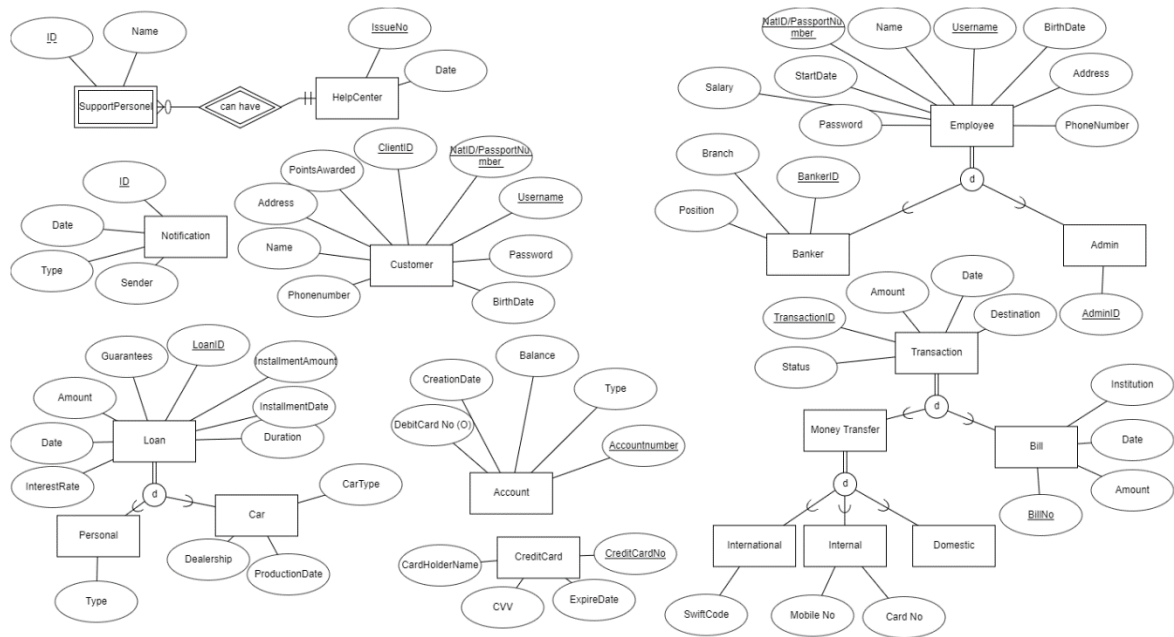 ID
Name
IssueNo
Date
SupportPersonel
can have
HelpCenter
NatID/PassportNu
mber
Name
Username
BirthDate
Salary
StartDate
Address
Password
Employee
PhoneNumber
Branch
BankerID
d
Position
Banker
Admin
AdminID
ID
Date
Notification
Type
Sender
ClientID
NatID/PassportNu
mber
PointsAwarded
Address
Username
Name
Customer
Password
Phonenumber
BirthDate
TransactionID
Amount
Date
Destination
Status
Transaction
d
Money Transfer
Bill
Institution
Date
Amount
BillNo
d
International
Internal
Domestic
SwiftCode
Mobile No
Card No
Guarantees
LoanID
InstallmentAmount
Amount
InstallmentDate
Date
Loan
Duration
InterestRate
d
Personal
Car
CarType
Dealership
ProductionDate
Type
CreationDate
Balance
Type
DebitCard No (O)
Accountnumber
Account
CardHolderName
CreditCard
CreditCardNo
CVV
ExpireDate